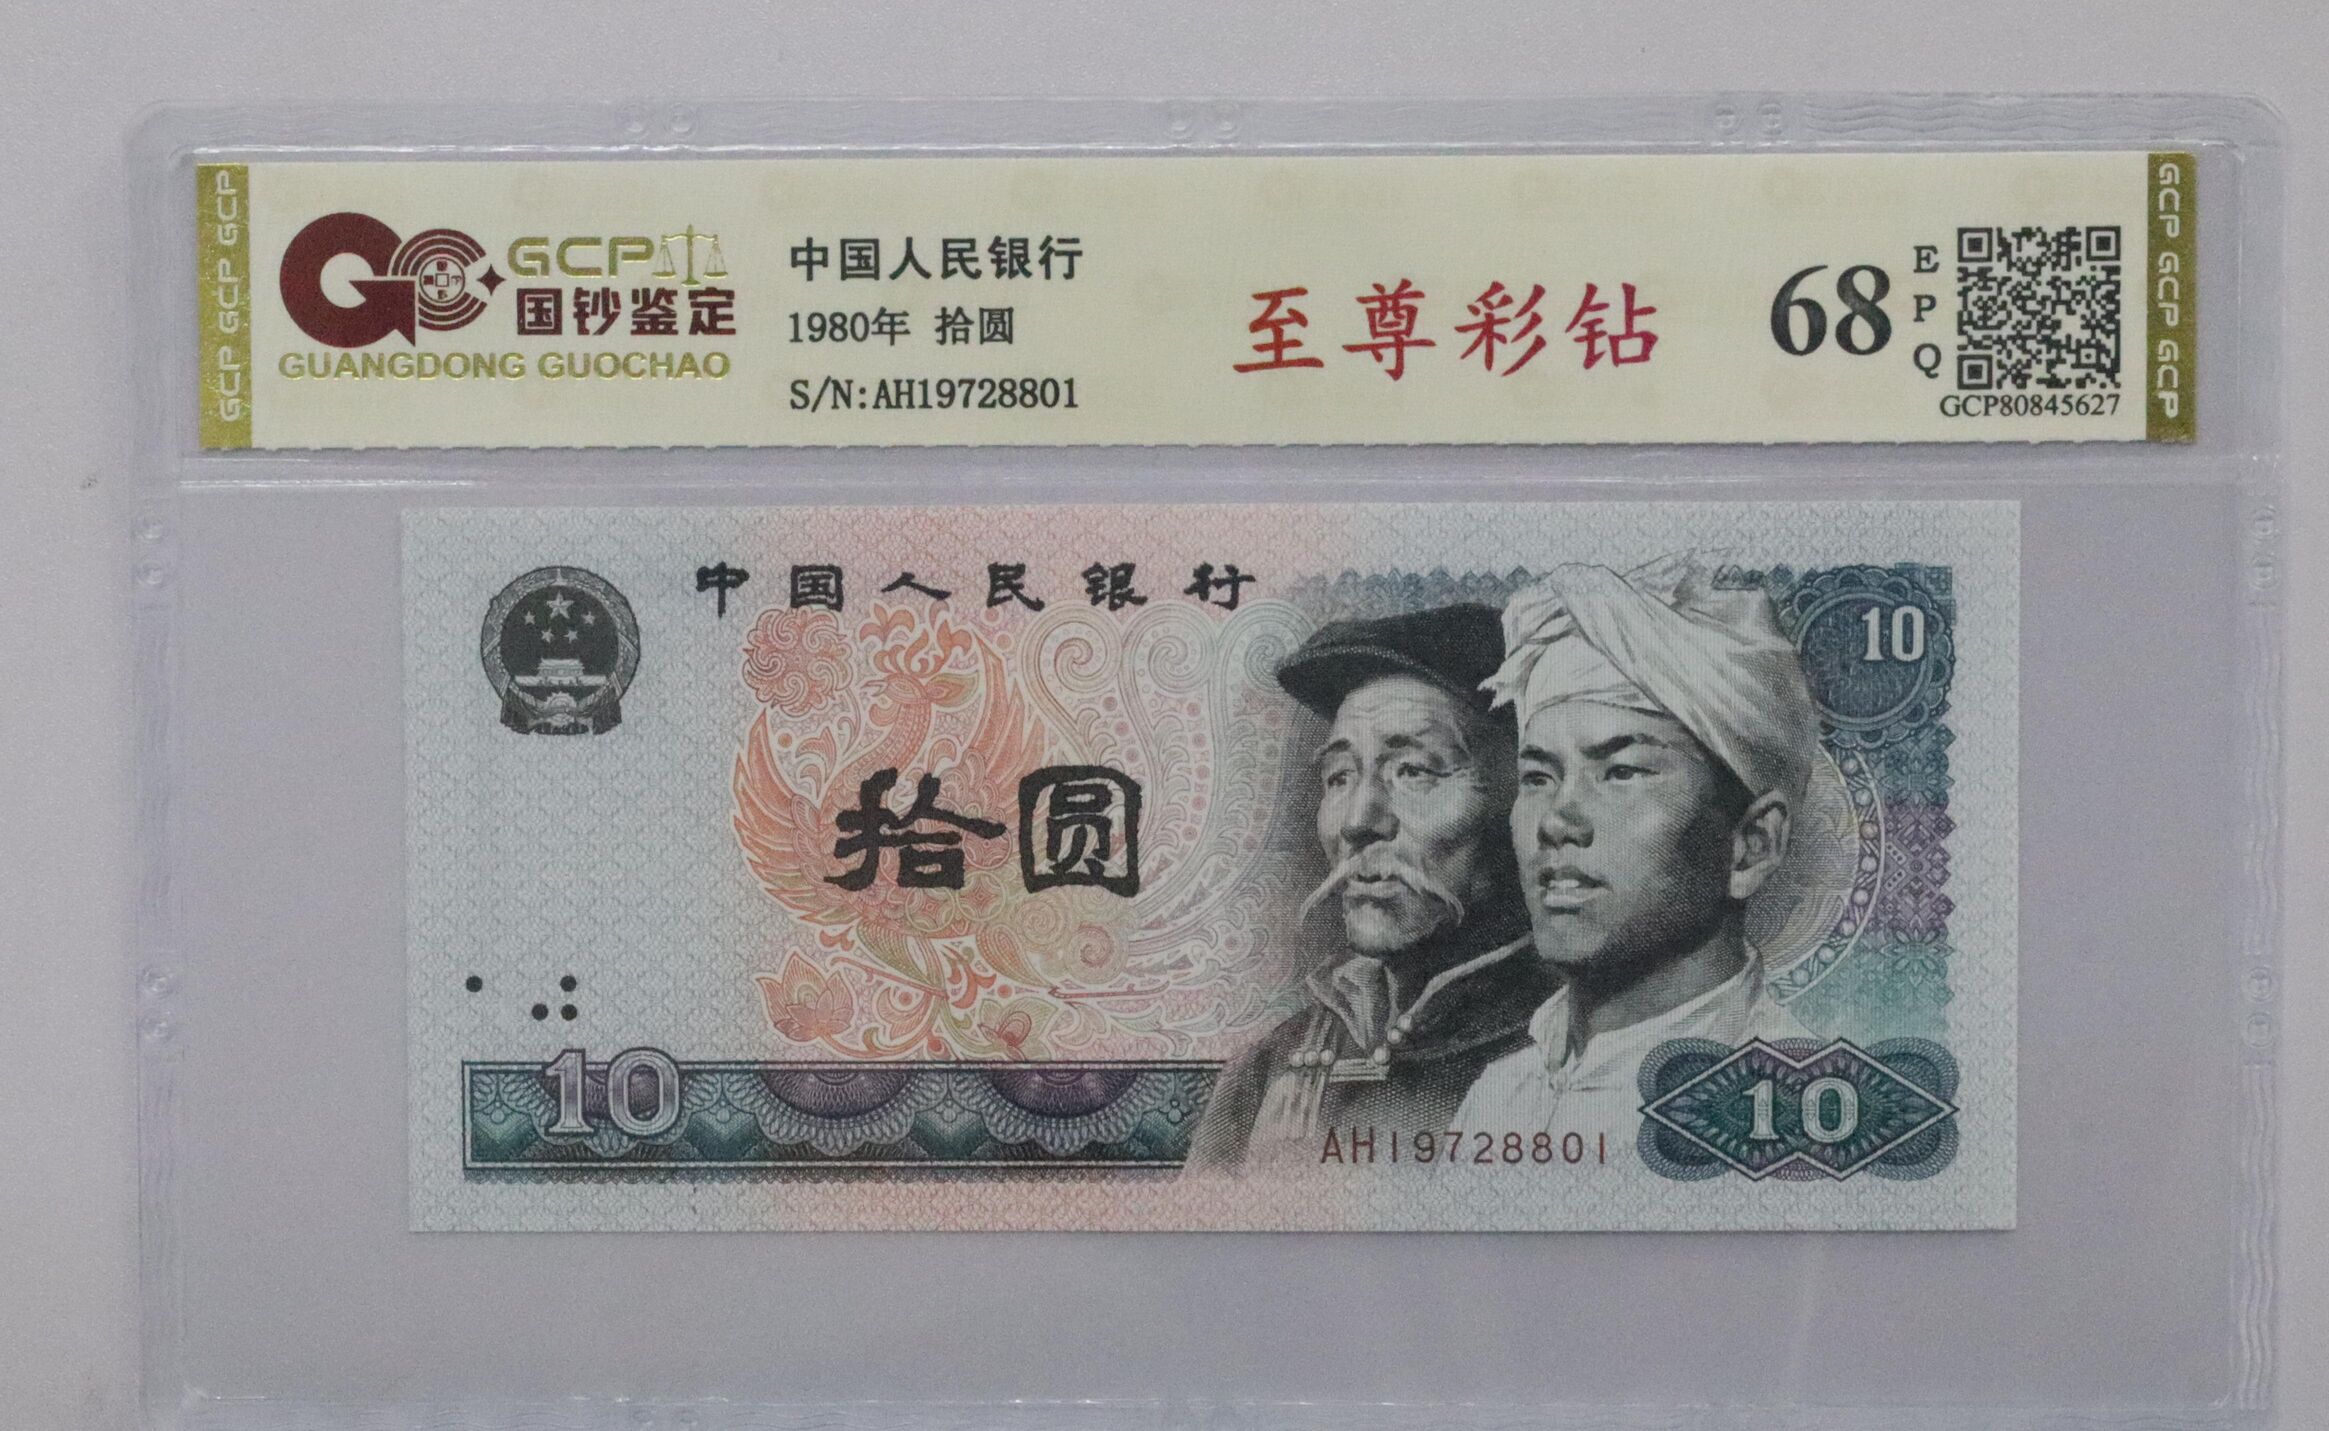 GCP GCP GCP
GCP
国钞鉴定
GUANGDONG GUOCHAO
中国人民银行
1980年 拾圆
S/N:AH19728801
至尊彩钻
68
EPQ
GCP80845627
GCP GCP GCP
中国人民银行
10
拾圆
10
AH19728801
10